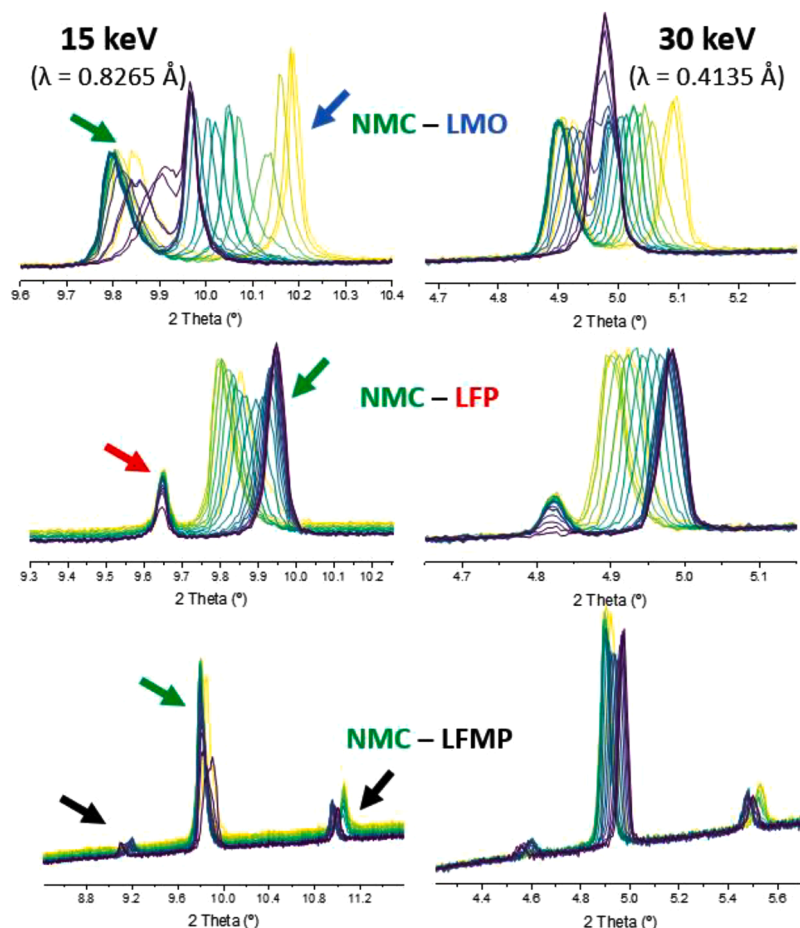 15 keV
(λ = 0.8265 Å)
30 keV
(λ = 0.4135 Å)
NMC – LMO
9.6 9.7 9.8 9.9 10.0 10.1 10.2 10.3 10.4
2 Theta (°)
4.7 4.8 4.9 5.0 5.1 5.2
2 Theta (°)
NMC – LFP
9.3 9.4 9.5 9.6 9.7 9.8 9.9 10.0 10.1 10.2
2 Theta (°)
4.7 4.8 4.9 5.0 5.1
2 Theta (°)
NMC – LFMP
8.8 9.2 9.6 10.0 10.4 10.8 11.2
2 Theta (°)
4.4 4.6 4.8 5.0 5.2 5.4 5.6
2 Theta (°)